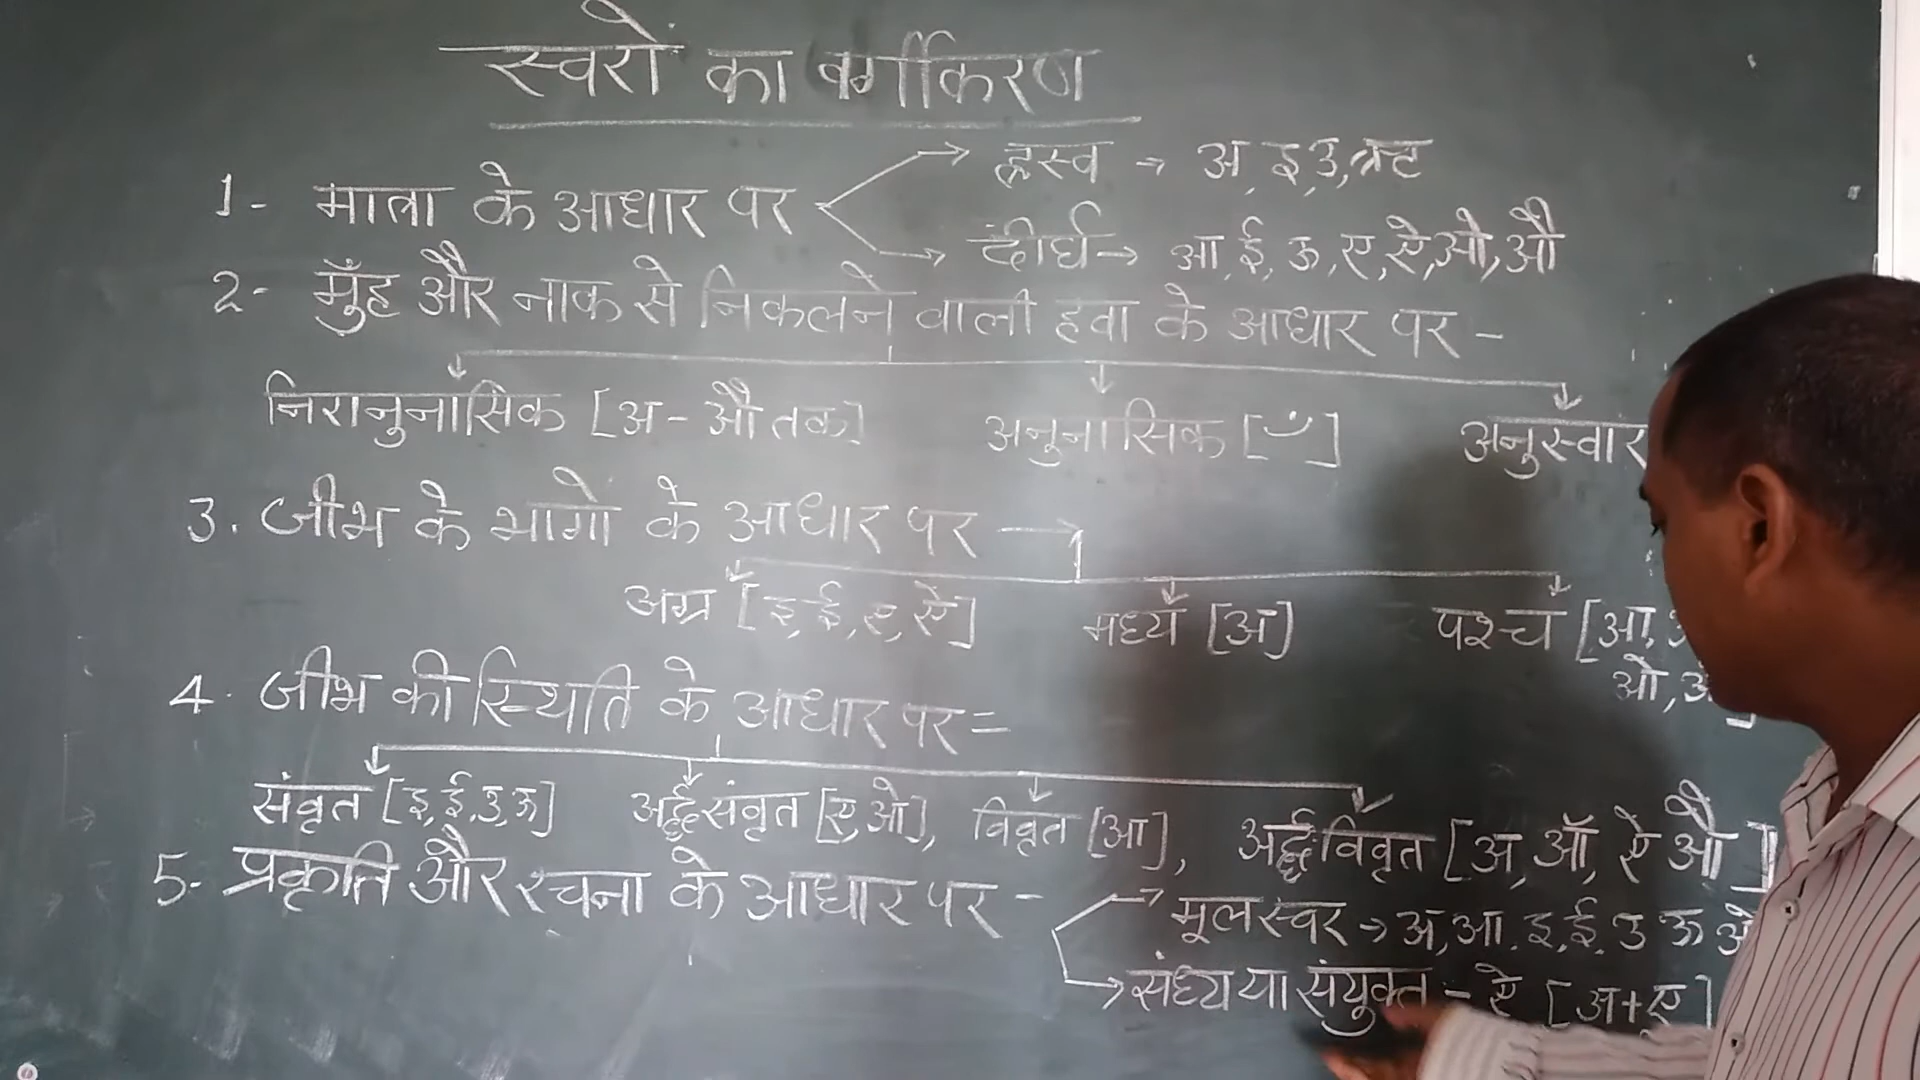 स्वरों का वर्गीकरण
1- मात्रा के आधार पर
ह्रस्व → अ, इ, उ, ऋ
दीर्घ → आ, ई, ऊ, ए, ऐ, ओ, औ
2- मुँह और नाक से निकलने वाली हवा के आधार पर -
निरानुनासिक [अ - औ तक] अनुनासिक [ँ] अनुस्वार
3. जीभ के भागो के आधार पर →
अग्र [इ, ई, ए, ऐ] मध्य [अ] पश्च [आ,
ओ,
4. जीभ की स्थिति के आधार पर =
संवृत [इ, ई, उ, ऊ] अर्द्धसंवृत [ए, ओ], विवृत [आ], अर्द्धविवृत [अ, ऑ, ऐ औ]
5- प्रकृति और रचना के आधार पर -
मूल स्वर → अ, आ, इ, ई, उ ऊ
संध्य या संयुक्त - ऐ [अ+ए]